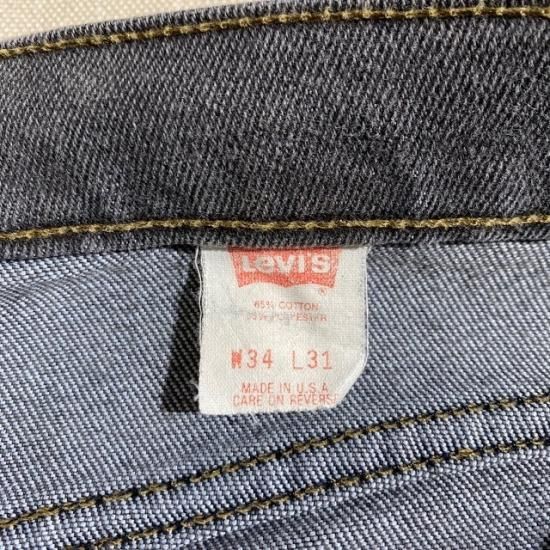 Levi's
®
65% COTTON
35% POLYESTER
W34 L31
MADE IN U.S.A
CARE ON REVERSE